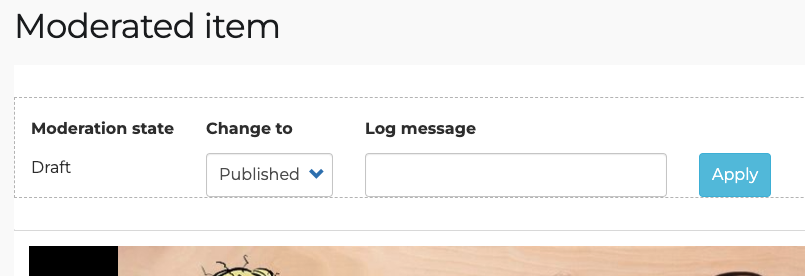 Moderated item
Moderation state Change to Log message
Draft Published Apply